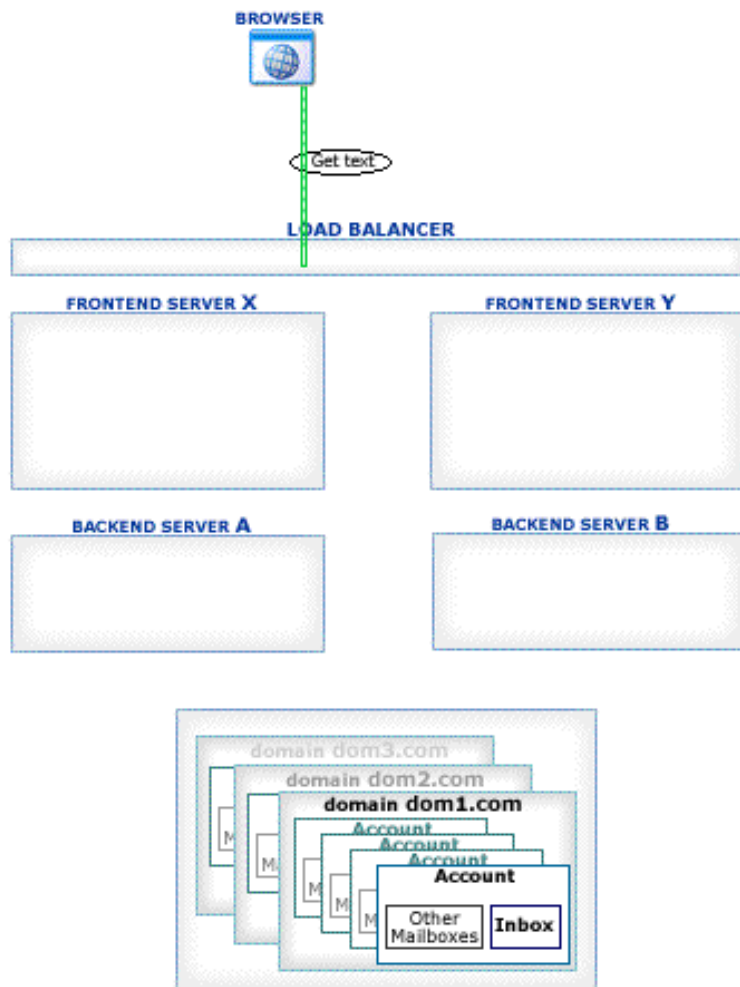 BROWSER
Get text
LOAD BALANCER
FRONTEND SERVER X
FRONTEND SERVER Y
BACKEND SERVER A
BACKEND SERVER B
domain dom3.com
domain dom2.com
domain dom1.com
Account
Account
Account
Account
M
Ma
M
M
M
Other
Mailboxes
Inbox